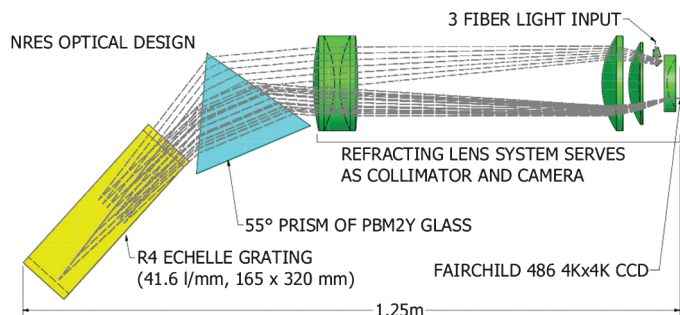 3 FIBER LIGHT INPUT
NRES OPTICAL DESIGN
REFRACTING LENS SYSTEM SERVES
AS COLLIMATOR AND CAMERA
55° PRISM OF PBM2Y GLASS
R4 ECHELLE GRATING
(41.6 l/mm, 165 x 320 mm)
FAIRCHILD 486 4Kx4K CCD
1.25m